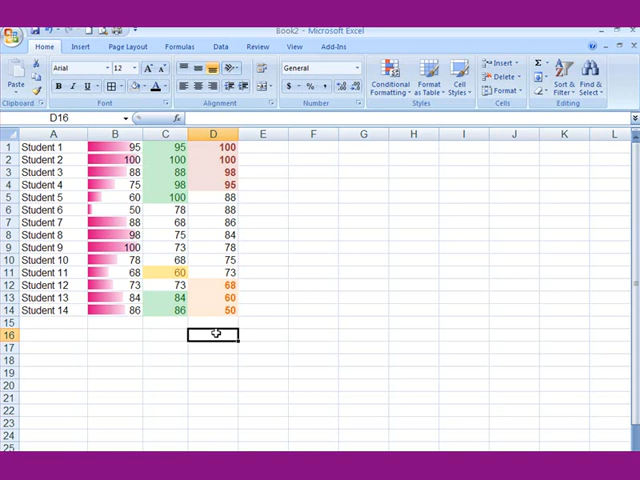 Book2 - Microsoft Excel
Home Insert Page Layout Formulas Data Review View Add-Ins
Paste
Clipboard
Arial 12
B I U
Font
Alignment
General
$ % ,
Number
Conditional Formatting
Format as Table
Cell Styles
Styles
Insert
Delete
Format
Cells
Sort & Filter
Find & Select
Editing
D16 fx
A B C D E F G H I J K L
1 Student 1 95 95 100
2 Student 2 100 100 100
3 Student 3 88 88 98
4 Student 4 75 98 95
5 Student 5 60 100 88
6 Student 6 50 78 88
7 Student 7 88 68 86
8 Student 8 98 75 84
9 Student 9 100 73 78
10 Student 10 78 68 75
11 Student 11 68 60 73
12 Student 12 73 73 68
13 Student 13 84 84 60
14 Student 14 86 86 50
15
16
17
18
19
20
21
22
23
24
25